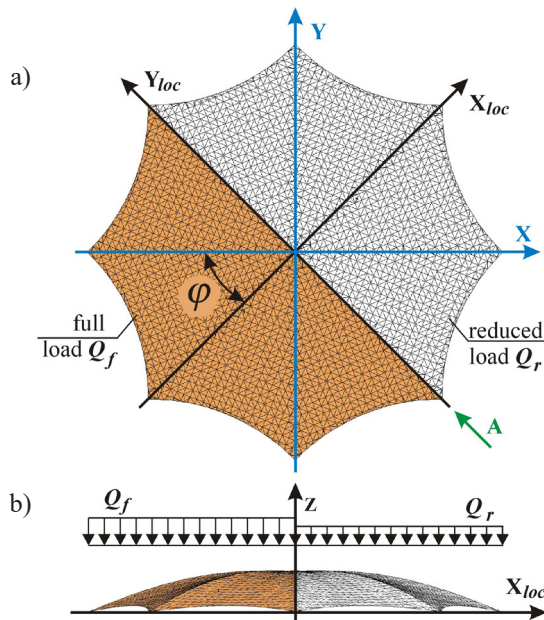 a)
Y
Y_loc
X_loc
X
φ
full
load Q_f
reduced
load Q_r
A
b)
Q_f
Z
Q_r
X_loc